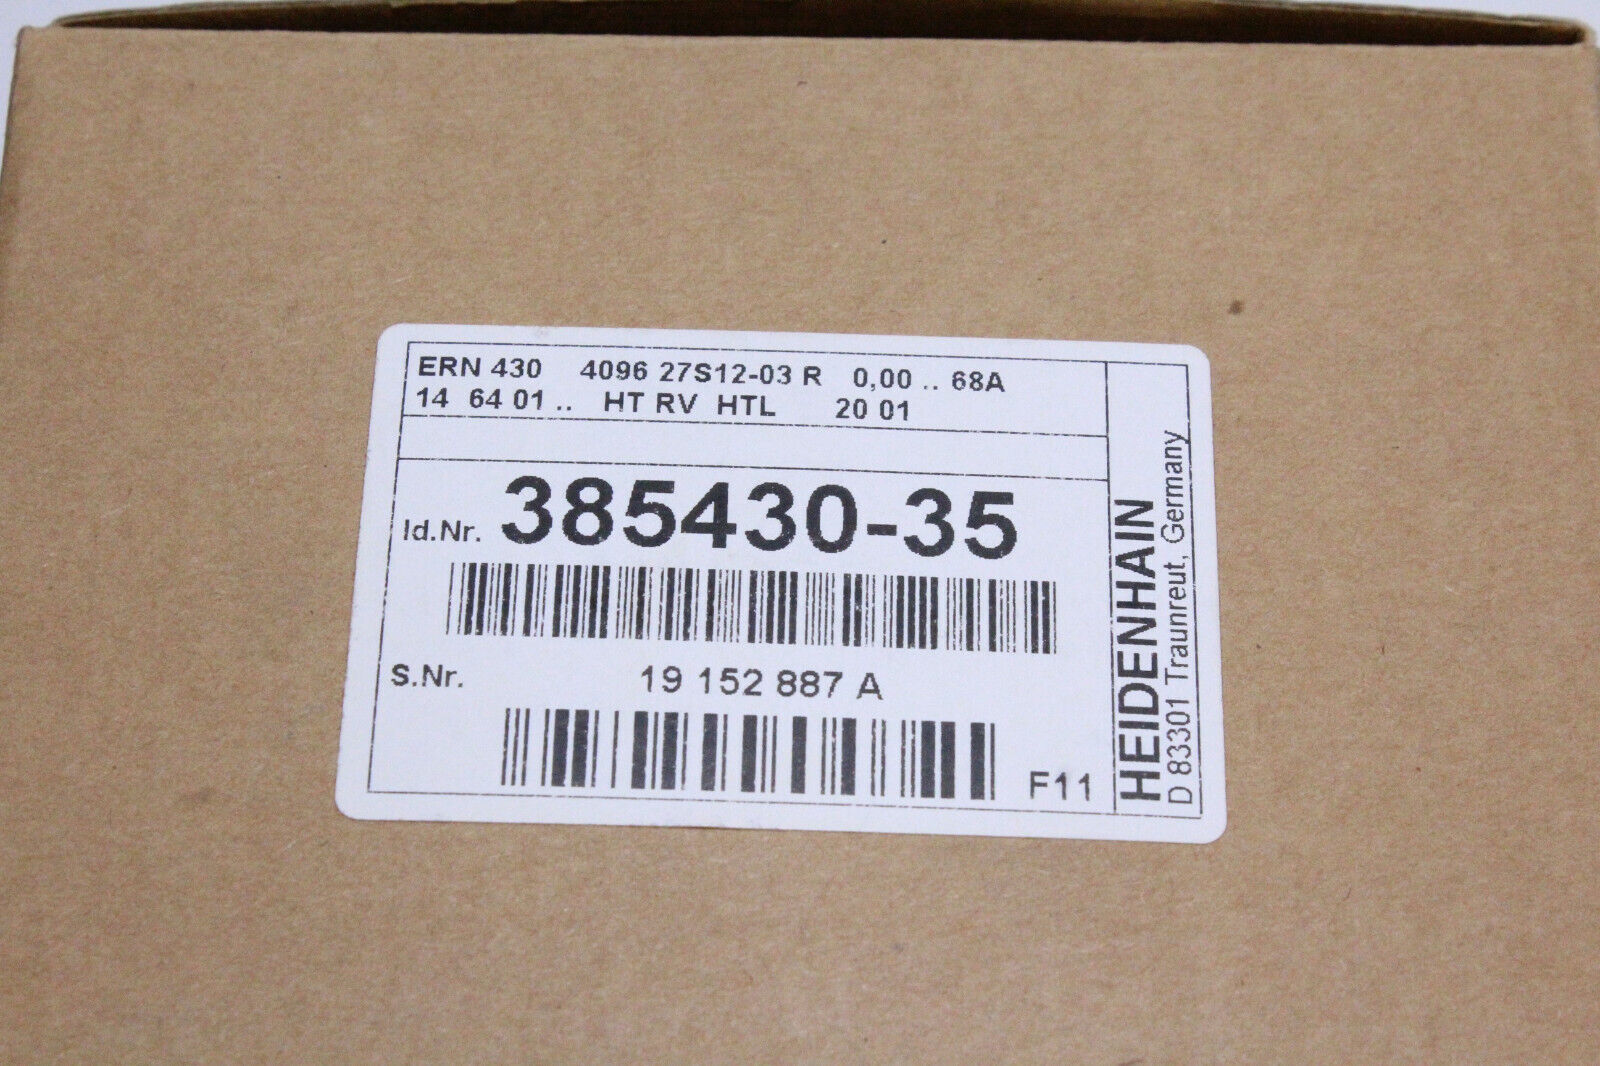 ERN 430 4096 27S12-03 R 0,00 .. 68A
14 64 01 .. HT RV HTL 20 01
Id.Nr. 385430-35
S.Nr. 19 152 887 A
F11
HEIDENHAIN
D 83301 Traunreut, Germany